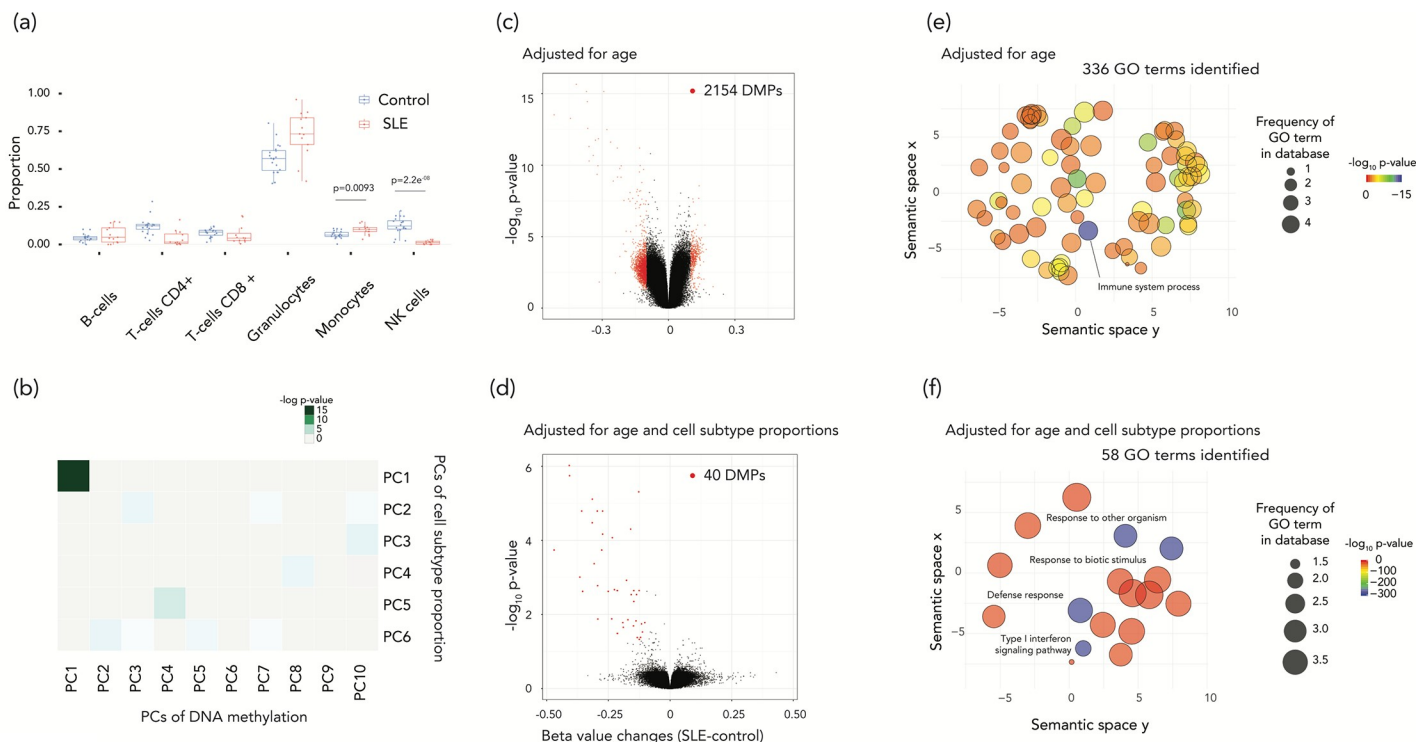 (a)
1.00
0.75
0.50
0.25
0.00
Proportion
Control
SLE
p=0.0093
p=2.2e-08
B-cells
T-cells CD4+
T-cells CD8 +
Granulocytes
Monocytes
NK cells
(b)
-log p-value
15
10
5
0
PC1
PC2
PC3
PC4
PC5
PC6
PCs of cell subtype proportion
PC1
PC2
PC3
PC4
PC5
PC6
PC7
PC8
PC9
PC10
PCs of DNA methylation
(c)
Adjusted for age
2154 DMPs
15
10
5
0
-log10 p-value
-0.3
0
0.3
(d)
Adjusted for age and cell subtype proportions
40 DMPs
6
4
2
0
-log10 p-value
-0.50
-0.25
0
0.25
0.50
Beta value changes (SLE-control)
(e)
Adjusted for age
336 GO terms identified
5
0
−5
Semantic space x
Immune system process
−5
0
5
10
Semantic space y
Frequency of
GO term
in database
1
2
3
4
-log10 p-value
0
−15
(f)
Adjusted for age and cell subtype proportions
58 GO terms identified
5
0
−5
Semantic space x
Response to other organism
Response to biotic stimulus
Defense response
Type I interferon
signaling pathway
−5
0
5
10
Semantic space y
Frequency of
GO term
in database
1.5
2.0
2.5
3.0
3.5
-log10 p-value
0
−100
−200
−300